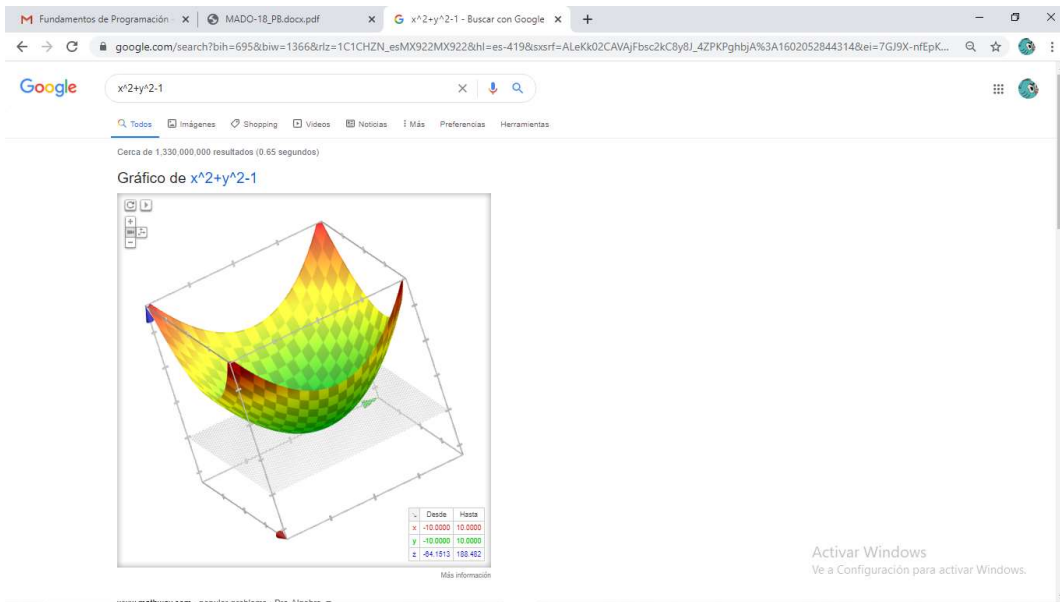 Fundamentos de Programación
MADO-18_PB.docx.pdf
x^2+y^2-1 - Buscar con Google
google.com/search?bih=695&biw=1366&rlz=1C1CHZN_esMX922MX922&hl=es-419&sxsrf=ALeKk02CAVAjFbsc2kC8y8J_4ZPKPghbjA%3A1602052844314&ei=7GJ9X-nfEpK...
Google
x^2+y^2-1
Todos Imágenes Shopping Videos Noticias Más Preferencias Herramientas
Cerca de 1,330,000,000 resultados (0.65 segundos)
Gráfico de x^2+y^2-1
Desde Hasta
x -10.0000 10.0000
y -10.0000 10.0000
z -64.1513 188.482
Más información
Activar Windows
Ve a Configuración para activar Windows.